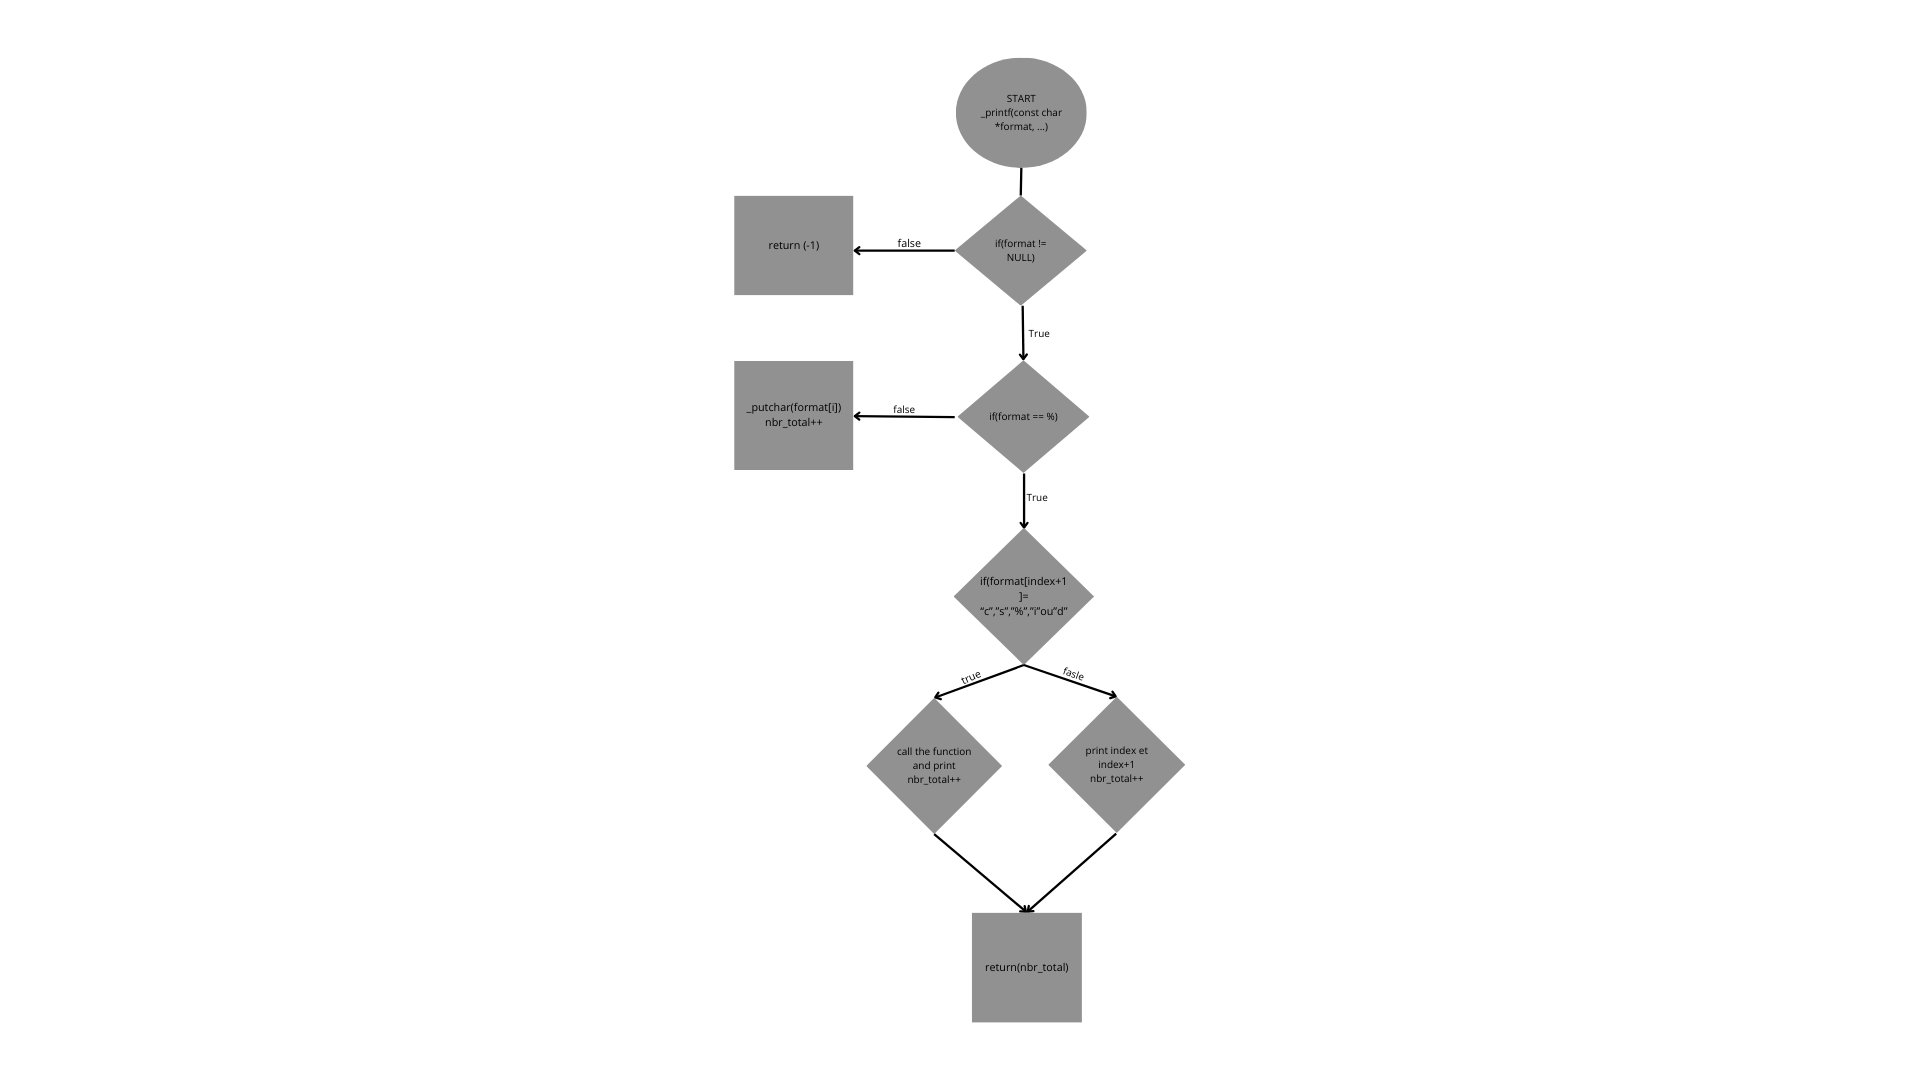 START
_printf(const char
*format, ...)
return (-1)
false
if(format !=
NULL)
True
_putchar(format[i])
nbr_total++
false
if(format == %)
True
if(format[index+1
]=
“c”,”s”,”%”,”i”ou”d”
true
fasle
call the function
and print
nbr_total++
print index et
index+1
nbr_total++
return(nbr_total)